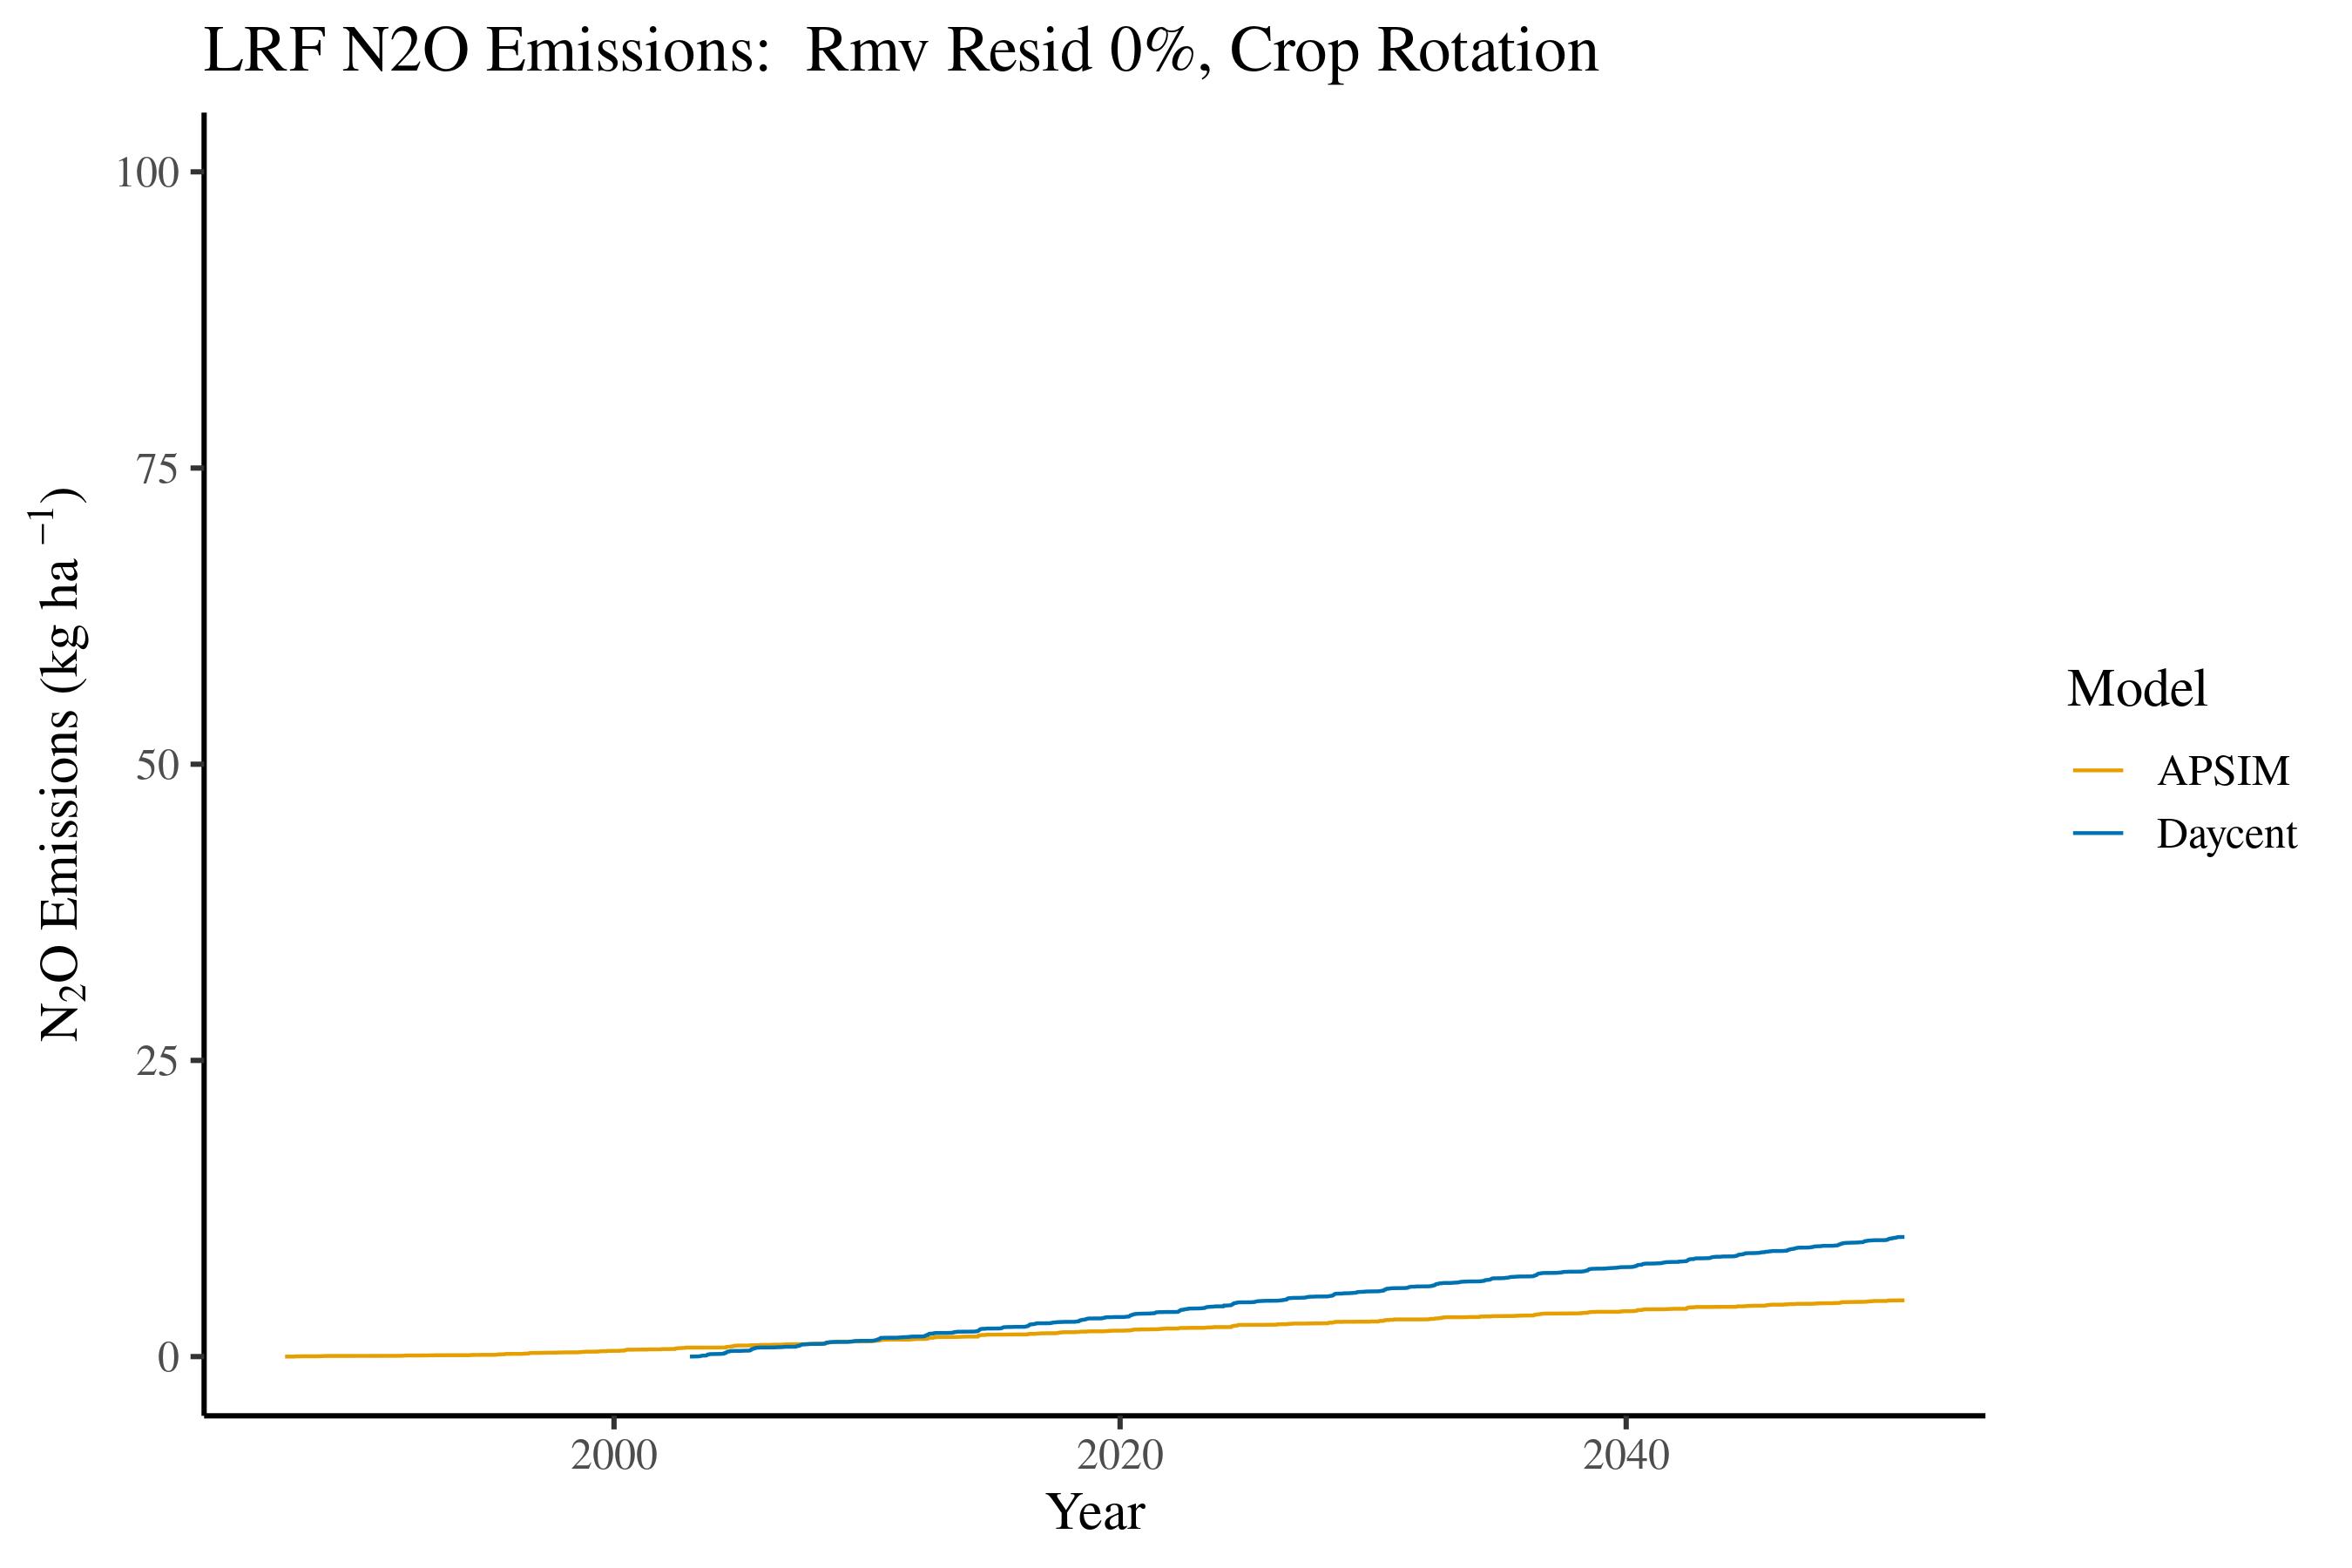 LRF N2O Emissions: Rmv Resid 0%, Crop Rotation
100
75
50
25
0
N₂O Emissions (kg ha ⁻¹)
2000
2020
2040
Year
Model
APSIM
Daycent